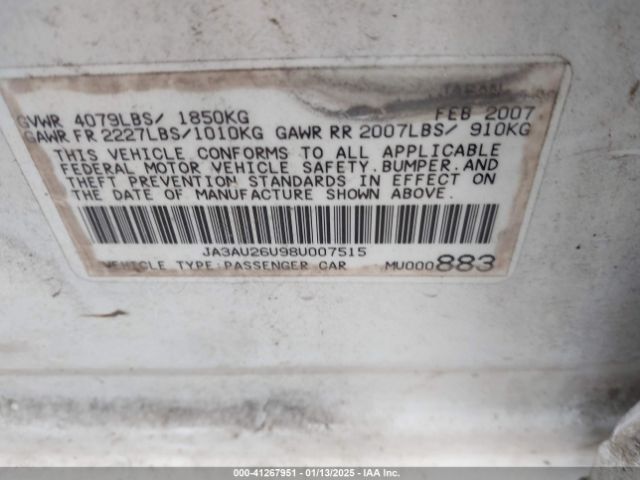 JAPAN
GVWR 4079LBS/ 1850KG FEB 2007
GAWR FR 2227LBS/1010KG GAWR RR 2007LBS/ 910KG
THIS VEHICLE CONFORMS TO ALL APPLICABLE
FEDERAL MOTOR VEHICLE SAFETY.BUMPER.AND
THEFT PREVENTION STANDARDS IN EFFECT ON
THE DATE OF MANUFACTURE SHOWN ABOVE.
JA3AU26U98U007515
VEHICLE TYPE:PASSENGER CAR MU000883
000-41267951 - 01/13/2025 - IAA Inc.